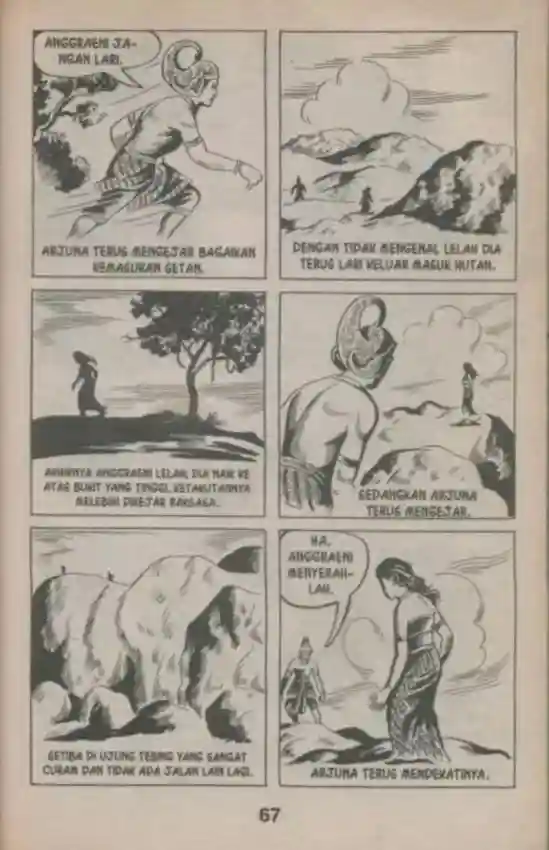 ANGGRAENI JA-
NGAN LARI.
ARJUNA TERUS MENGEJAR BAGAIKAN
KEMASUKAN SETAN.
DENGAN TIDAK MENGENAL LELAH DIA
TERUS LARI KELUAR MASUK HUTAN.
AKHIRNYA ANGGRAENI LELAH, DIA NAIK KE
ATAS BUKIT YANG TINGGI. KETAKUTANNYA
MELEBIHI DIKEJAR RAKSASA.
SEDANGKAN ARJUNA
TERUS MENGEJAR.
SETIBA DI UJUNG TEBING YANG SANGAT
CURAM DAN TIDAK ADA JALAN LAIN LAGI.
HA,
ANGGRAENI
MENYERAH-
LAH.
ARJUNA TERUS MENDEKATINYA.
67